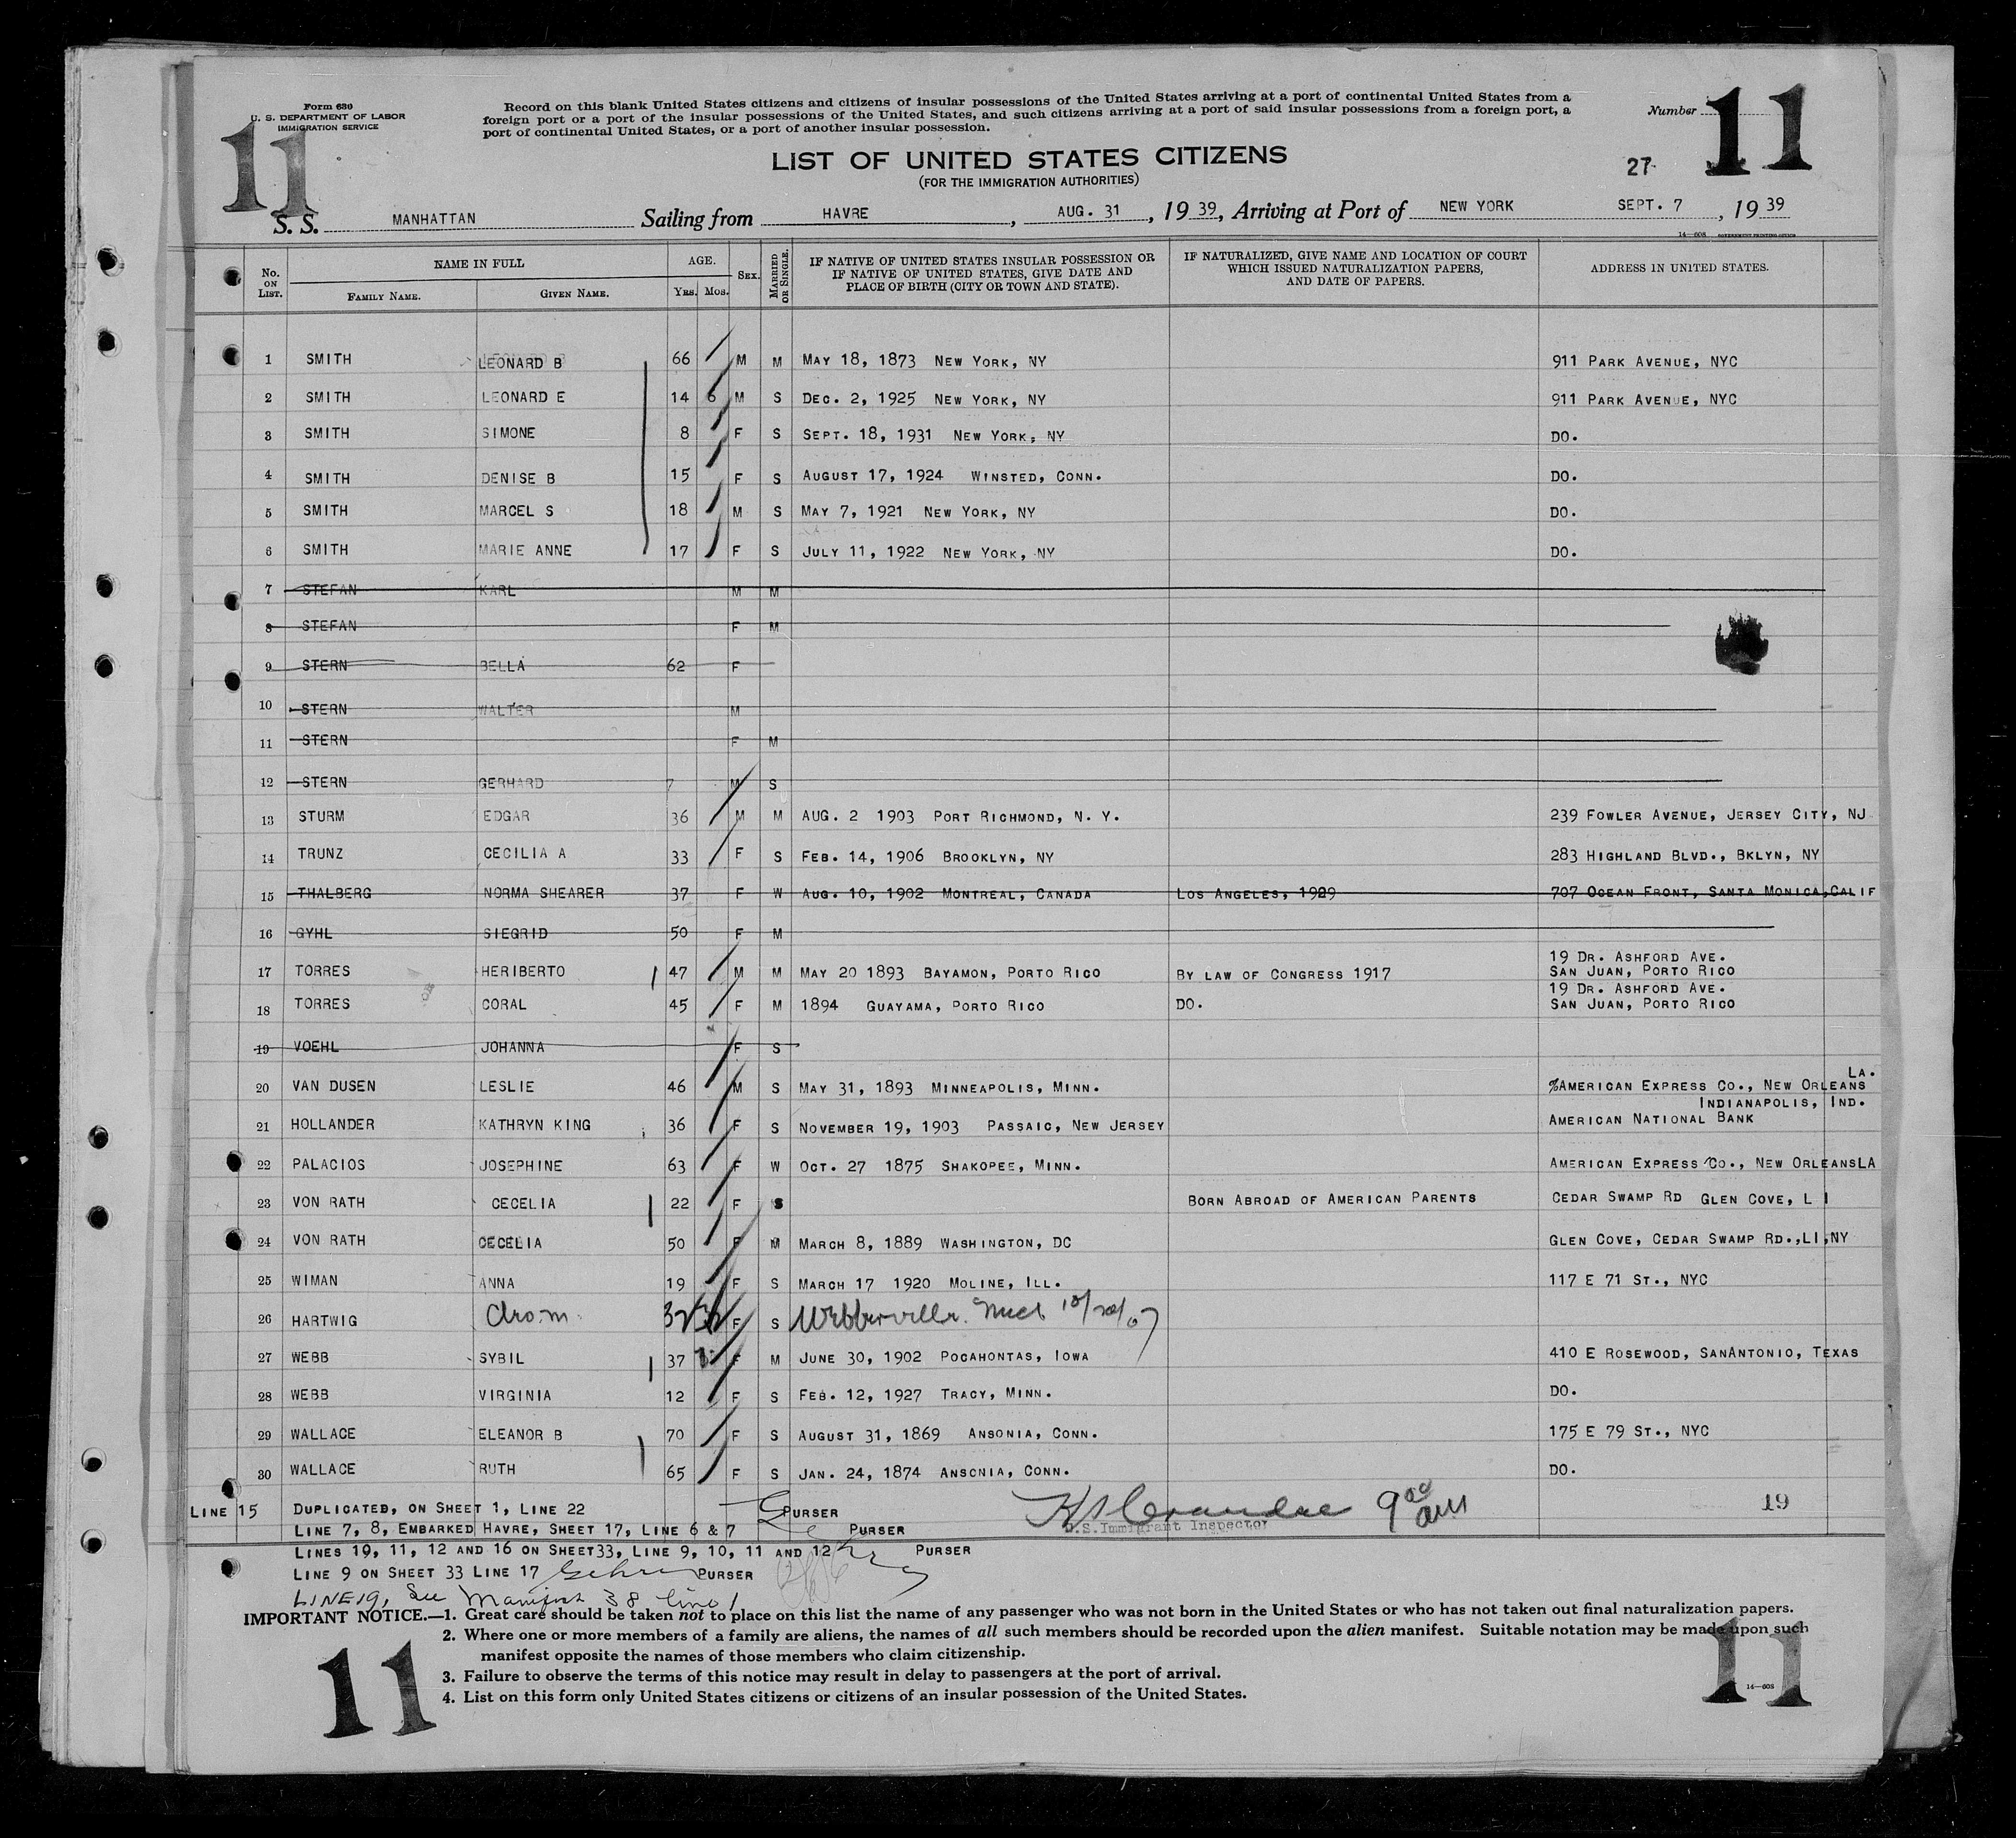 Form 630
U. S. DEPARTMENT OF LABOR
IMMIGRATION SERVICE
11
Record on this blank United States citizens and citizens of insular possessions of the United States arriving at a port of continental United States from a
foreign port or a port of the insular possessions of the United States, and such citizens arriving at a port of said insular possessions from a foreign port, a
port of continental United States, or a port of another insular possession.
Number 11
LIST OF UNITED STATES CITIZENS
(FOR THE IMMIGRATION AUTHORITIES)
27
S. S. MANHATTAN Sailing from HAVRE, AUG. 31, 1939, Arriving at Port of NEW YORK SEPT. 7, 1939
14—608 GOVERNMENT PRINTING OFFICE
No. ON LIST. NAME IN FULL FAMILY NAME. GIVEN NAME. AGE. YRS. MOS. SEX. MARRIED OR SINGLE. IF NATIVE OF UNITED STATES INSULAR POSSESSION OR IF NATIVE OF UNITED STATES, GIVE DATE AND PLACE OF BIRTH (CITY OR TOWN AND STATE). IF NATURALIZED, GIVE NAME AND LOCATION OF COURT WHICH ISSUED NATURALIZATION PAPERS, AND DATE OF PAPERS. ADDRESS IN UNITED STATES.
1 SMITH LEONARD B 66 M M MAY 18, 1873 NEW YORK, NY 911 PARK AVENUE, NYC
2 SMITH LEONARD E 14 6 M S DEC. 2, 1925 NEW YORK, NY 911 PARK AVENUE, NYC
3 SMITH SIMONE 8 F S SEPT. 18, 1931 NEW YORK, NY DO.
4 SMITH DENISE B 15 F S AUGUST 17, 1924 WINSTED, CONN. DO.
5 SMITH MARCEL S 18 M S MAY 7, 1921 NEW YORK, NY DO.
6 SMITH MARIE ANNE 17 F S JULY 11, 1922 NEW YORK, NY DO.
7 STEFAN KARL M M
8 STEFAN F M
9 STERN BELLA 62 F
10 STERN WALTER M
11 STERN F M
12 STERN GERHARD 7 M S
13 STURM EDGAR 36 M M AUG. 2 1903 PORT RICHMOND, N. Y. 239 FOWLER AVENUE, JERSEY CITY, NJ
14 TRUNZ CECILIA A 33 F S FEB. 14, 1906 BROOKLYN, NY 283 HIGHLAND BLVD., BKLYN, NY
15 THALBERG NORMA SHEARER 37 F W AUG. 10, 1902 MONTREAL, CANADA LOS ANGELES, 1929 707 OCEAN FRONT, SANTA MONICA, CALIF
16 GYHL SIEGRID 50 F M
17 TORRES HERIBERTO 47 M M MAY 20 1893 BAYAMON, PORTO RICO BY LAW OF CONGRESS 1917 19 DR. ASHFORD AVE. SAN JUAN, PORTO RICO
18 TORRES CORAL 45 F M 1894 GUAYAMA, PORTO RICO DO. 19 DR. ASHFORD AVE. SAN JUAN, PORTO RICO
19 VOEHL JOHANNA F S
20 VAN DUSEN LESLIE 46 M S MAY 31, 1893 MINNEAPOLIS, MINN. %AMERICAN EXPRESS CO., NEW ORLEANS LA.
21 HOLLANDER KATHRYN KING 36 F S NOVEMBER 19, 1903 PASSAIC, NEW JERSEY AMERICAN NATIONAL BANK INDIANAPOLIS, IND.
22 PALACIOS JOSEPHINE 63 F W OCT. 27 1875 SHAKOPEE, MINN. AMERICAN EXPRESS CO., NEW ORLEANSLA
23 VON RATH CECELIA 22 F S BORN ABROAD OF AMERICAN PARENTS CEDAR SWAMP RD GLEN COVE, L I
24 VON RATH CECELIA 50 F M MARCH 8, 1889 WASHINGTON, DC GLEN COVE, CEDAR SWAMP RD.,LI,NY
25 WIMAN ANNA 19 F S MARCH 17 1920 MOLINE, ILL. 117 E 71 ST., NYC
26 HARTWIG F S Webberville. Mich 10/20/07
27 WEBB SYBIL 37 F M JUNE 30, 1902 POCAHONTAS, IOWA 410 E ROSEWOOD, SANANTONIO, TEXAS
28 WEBB VIRGINIA 12 F S FEB. 12, 1927 TRACY, MINN. DO.
29 WALLACE ELEANOR B 70 F S AUGUST 31, 1869 ANSONIA, CONN. 175 E 79 ST., NYC
30 WALLACE RUTH 65 F S JAN. 24, 1874 ANSONIA, CONN. DO.
LINE 15 DUPLICATED, ON SHEET 1, LINE 22 PURSER 9 00 am 19
LINE 7, 8, EMBARKED HAVRE, SHEET 17, LINE 6 & 7 PURSER U.S. Immigrant Inspector
LINES 10, 11, 12 AND 16 ON SHEET33, LINE 9, 10, 11 AND 12 PURSER
LINE 9 ON SHEET 33 LINE 17 PURSER
LINE 19, See Manifest 38 line 1
IMPORTANT NOTICE.—1. Great care should be taken not to place on this list the name of any passenger who was not born in the United States or who has not taken out final naturalization papers.
2. Where one or more members of a family are aliens, the names of all such members should be recorded upon the alien manifest. Suitable notation may be made upon such
manifest opposite the names of those members who claim citizenship.
3. Failure to observe the terms of this notice may result in delay to passengers at the port of arrival.
4. List on this form only United States citizens or citizens of an insular possession of the United States.
14—608
11 11